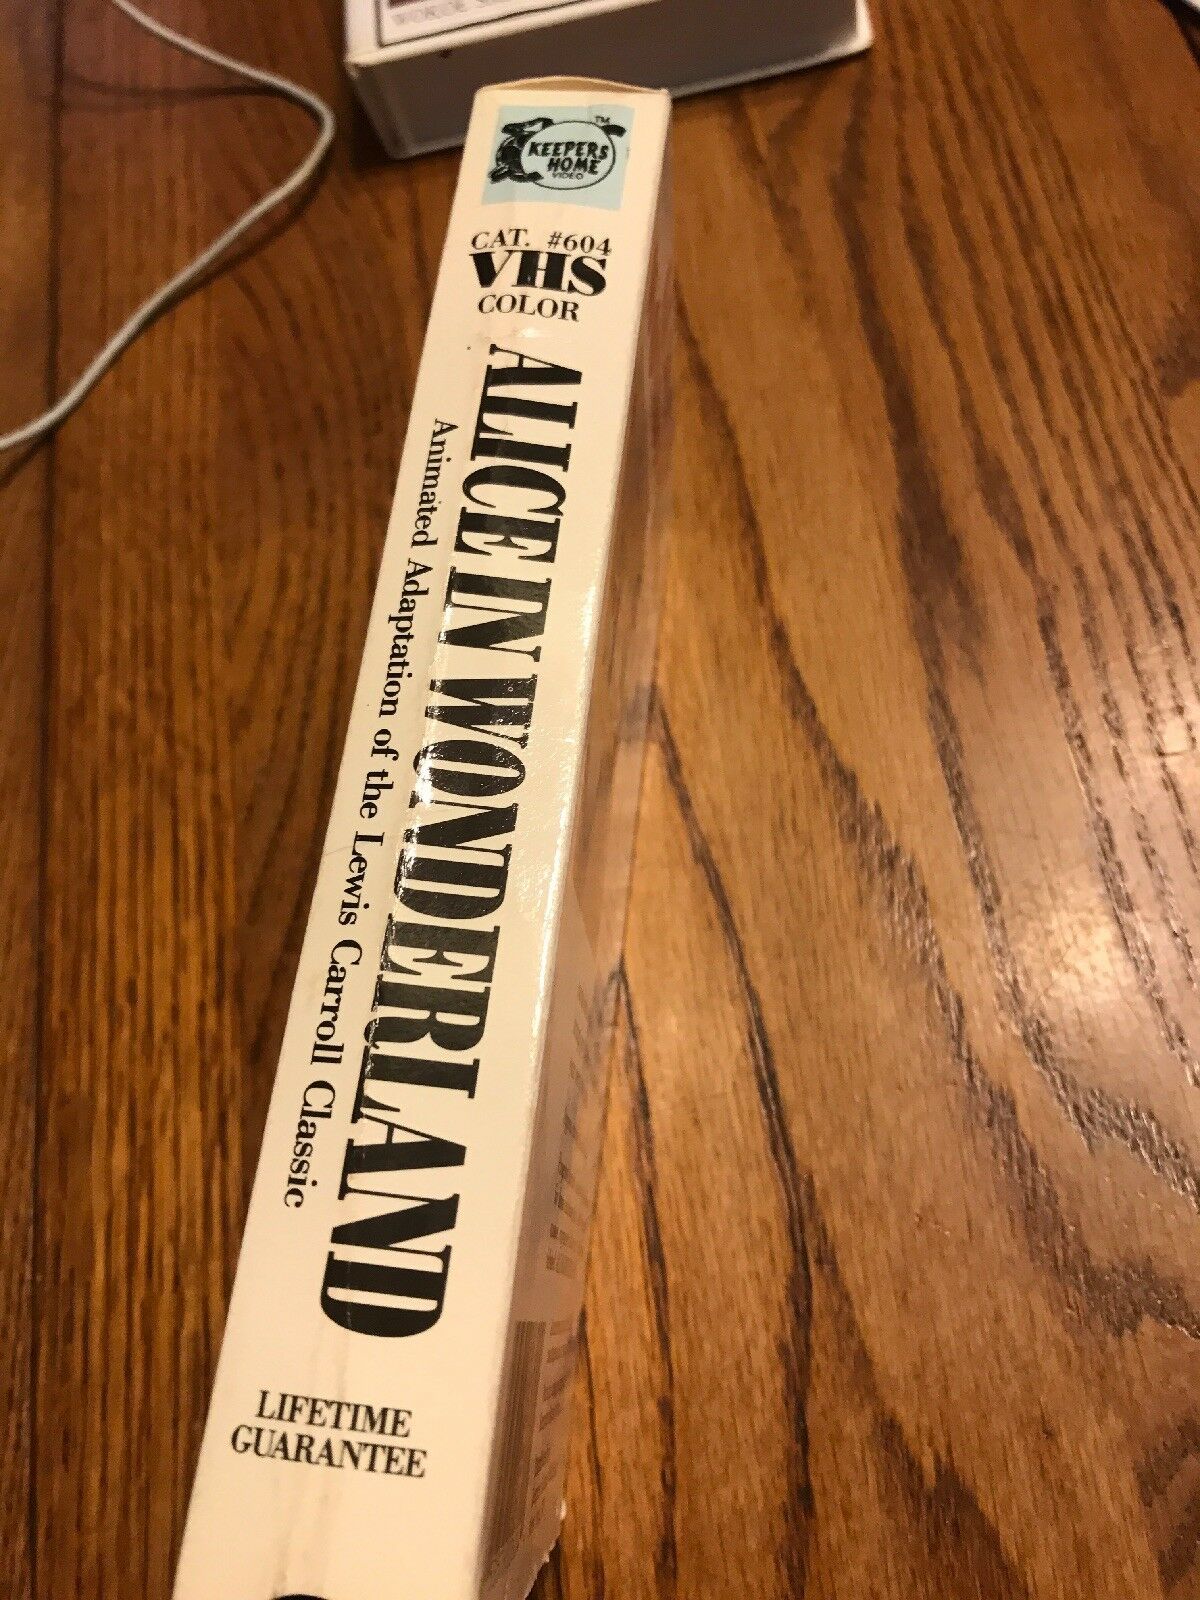 KEEPERS
HOME
VIDEO
TM
CAT. #604
VHS
COLOR
ALICE IN WONDERLAND
Animated Adaptation of the Lewis Carroll Classic
LIFETIME
GUARANTEE